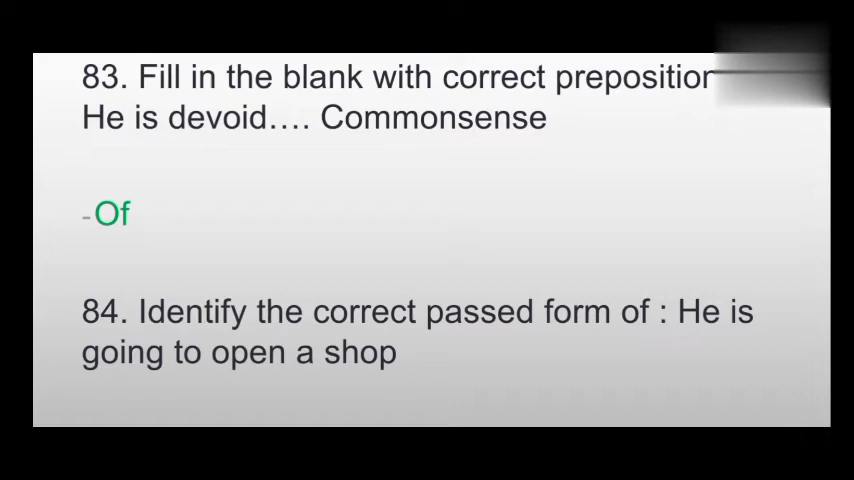 83. Fill in the blank with correct preposition
He is devoid.... Commonsense
-Of
84. Identify the correct passed form of : He is
going to open a shop